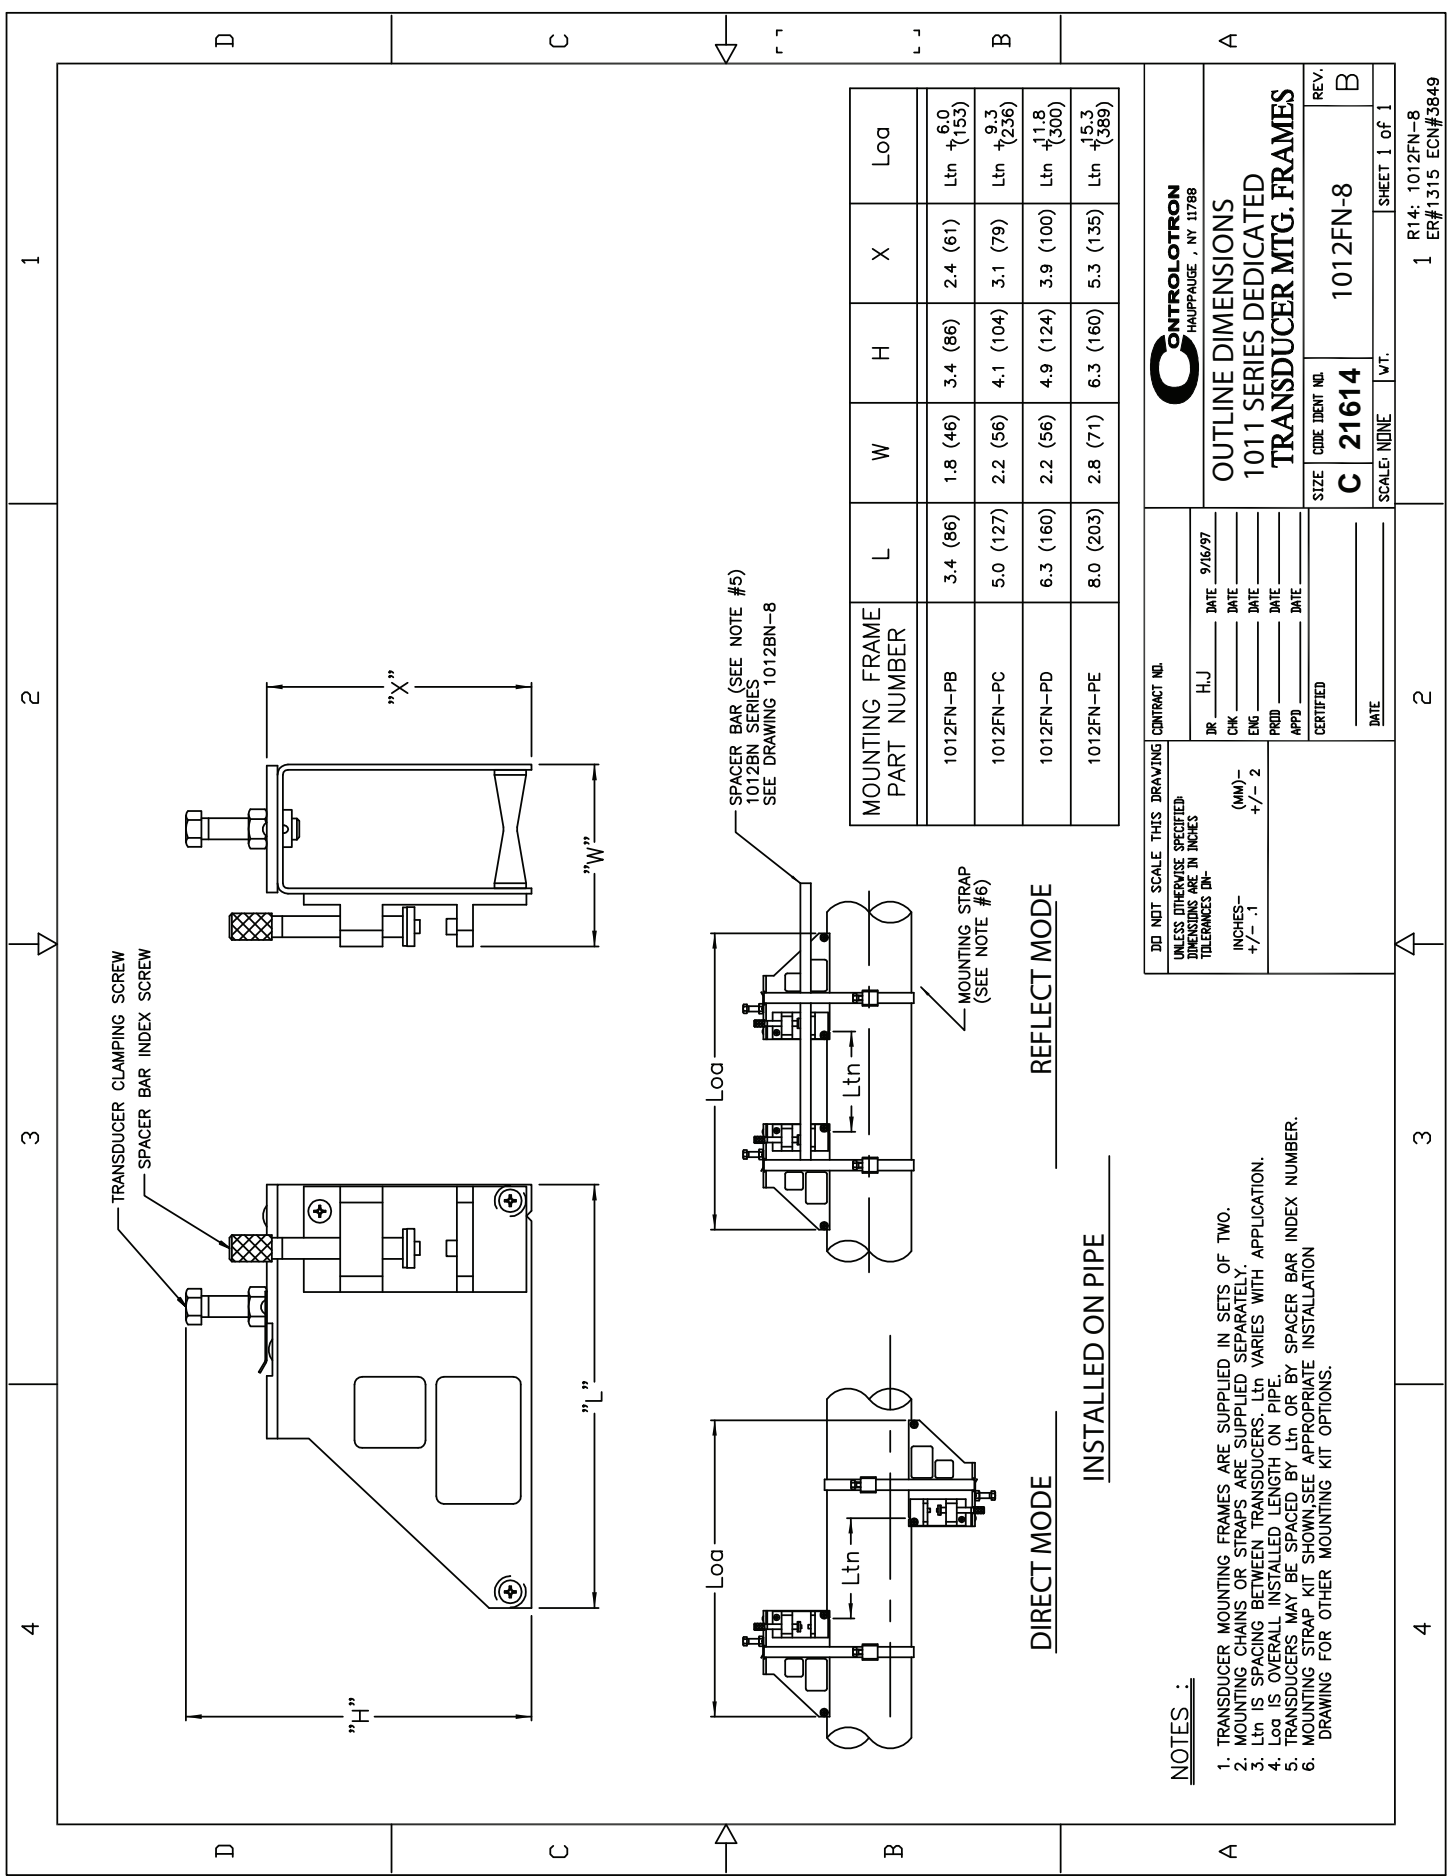 4
3
2
1
D
C
B
A
D
C
B
A
TRANSDUCER CLAMPING SCREW
SPACER BAR INDEX SCREW
"H"
"L"
"W"
"X"
Loa
Ltn
DIRECT MODE
Loa
Ltn
REFLECT MODE
INSTALLED ON PIPE
MOUNTING STRAP
(SEE NOTE #6)
SPACER BAR (SEE NOTE #5)
1012BN SERIES
SEE DRAWING 1012BN-8
MOUNTING FRAME PART NUMBER L W H X Loa
1012FN-PB 3.4 (86) 1.8 (46) 3.4 (86) 2.4 (61) Ltn + 6.0 (153)
1012FN-PC 5.0 (127) 2.2 (56) 4.1 (104) 3.1 (79) Ltn + 9.3 (236)
1012FN-PD 6.3 (160) 2.2 (56) 4.9 (124) 3.9 (100) Ltn + 11.8 (300)
1012FN-PE 8.0 (203) 2.8 (71) 6.3 (160) 5.3 (135) Ltn + 15.3 (389)
NOTES :
1. TRANSDUCER MOUNTING FRAMES ARE SUPPLIED IN SETS OF TWO.
2. MOUNTING CHAINS OR STRAPS ARE SUPPLIED SEPARATELY.
3. Ltn IS SPACING BETWEEN TRANSDUCERS. Ltn VARIES WITH APPLICATION.
4. Loa IS OVERALL INSTALLED LENGTH ON PIPE.
5. TRANSDUCERS MAY BE SPACED BY Ltn OR BY SPACER BAR INDEX NUMBER.
6. MOUNTING STRAP KIT SHOWN,SEE APPROPRIATE INSTALLATION
DRAWING FOR OTHER MOUNTING KIT OPTIONS.
DO NOT SCALE THIS DRAWING
UNLESS OTHERWISE SPECIFIED:
DIMENSIONS ARE IN INCHES
TOLERANCES ON-
INCHES- (MM)-
+/- .1 +/- 2
CONTRACT NO.
DR H.J DATE 9/16/97
CHK DATE
ENG DATE
PROD DATE
APPD DATE
CERTIFIED
DATE
CONTROLOTRON
HAUPPAUGE , NY 11788
OUTLINE DIMENSIONS
1011 SERIES DEDICATED
TRANSDUCER MTG. FRAMES
SIZE CODE IDENT NO. REV.
C 21614 1012FN-8 B
SCALE: NONE WT. SHEET 1 of 1
4
3
2
1
R14: 1012FN-8
ER#1315 ECN#3849